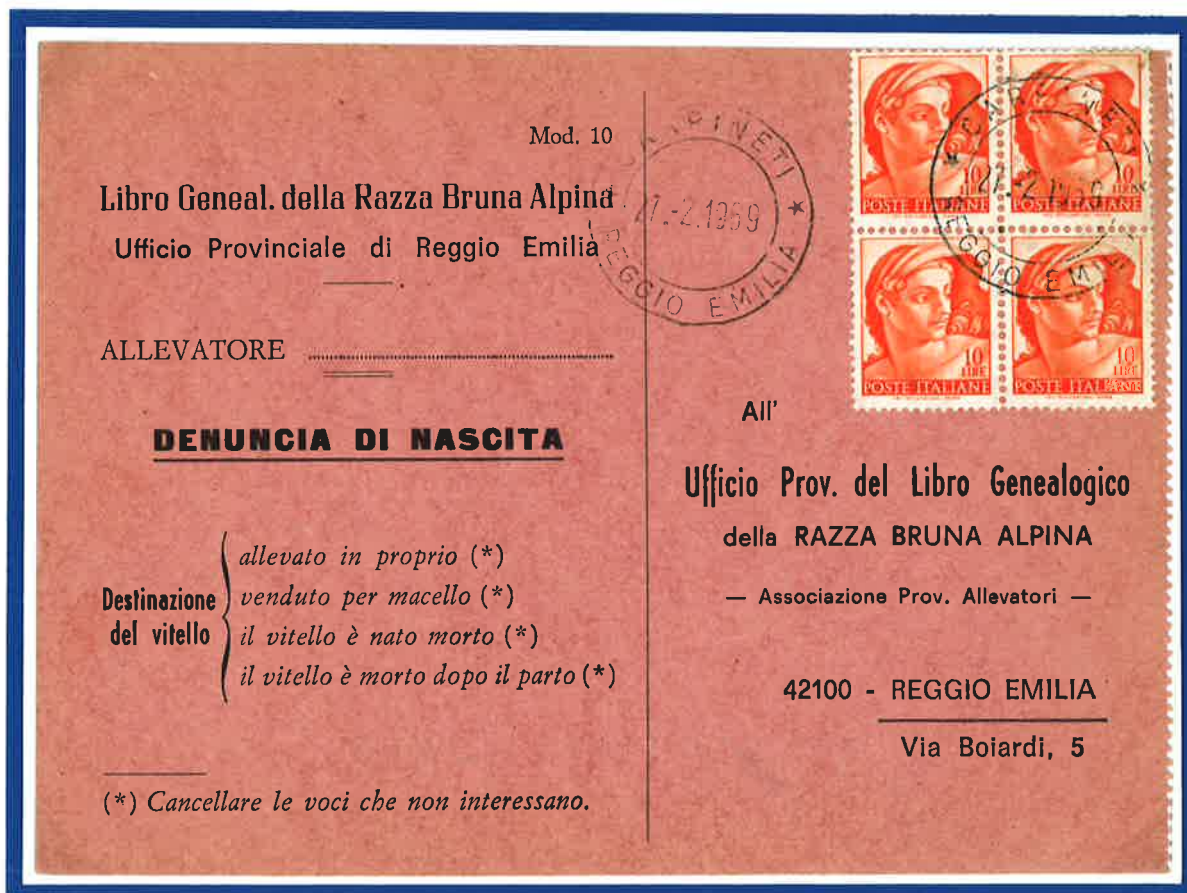 Mod. 10
Libro Geneal. della Razza Bruna Alpina
Ufficio Provinciale di Reggio Emilia
ALLEVATORE
DENUNCIA DI NASCITA
Destinazione
del vitello
allevato in proprio (*)
venduto per macello (*)
il vitello è nato morto (*)
il vitello è morto dopo il parto (*)
(*) Cancellare le voci che non interessano.
CARPINETI
REGGIO EMILIA
10
LIRE
POSTE ITALIANE
10
LIRE
POSTE ITALIANE
10
LIRE
POSTE ITALIANE
10
LIRE
POSTE ITALIANE
All'
Ufficio Prov. del Libro Genealogico
della RAZZA BRUNA ALPINA
— Associazione Prov. Allevatori —
42100 - REGGIO EMILIA
Via Boiardi, 5